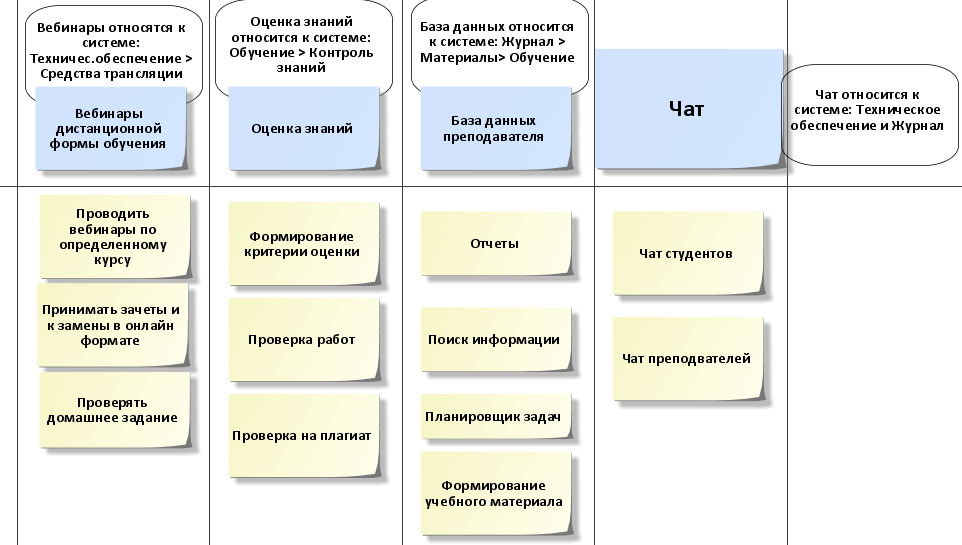 Вебинары относятся к
системе:
Техничес.обеспечение >
Средства трансляции
Оценка знаний
относится к системе:
Обучение > Контроль
знаний
База данных относится
к системе: Журнал >
Материалы> Обучение
Чат относится к
системе: Техническое
обеспечение и Журнал
Вебинары
дистанционной
формы обучения
Оценка знаний
База данных
преподавателя
Чат
Проводить
вебинары по
определенному
курсу
Принимать зачеты и
к замены в онлайн
формате
Проверять
домашнее задание
Формирование
критерии оценки
Проверка работ
Проверка на плагиат
Отчеты
Поиск информации
Планировщик задач
Формирование
учебного материала
Чат студентов
Чат преподвателей